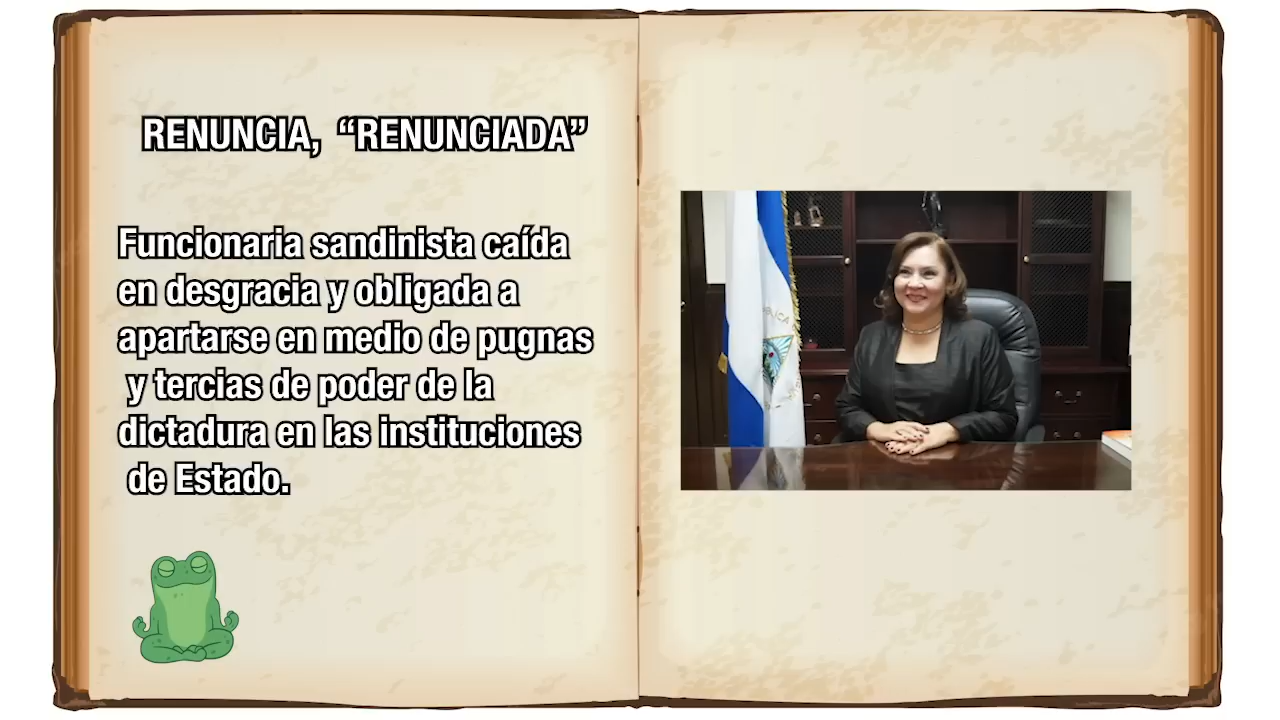 RENUNCIA, “RENUNCIADA”
Funcionaria sandinista caída
en desgracia y obligada a
apartarse en medio de pugnas
y tercias de poder de la
dictadura en las instituciones
de Estado.